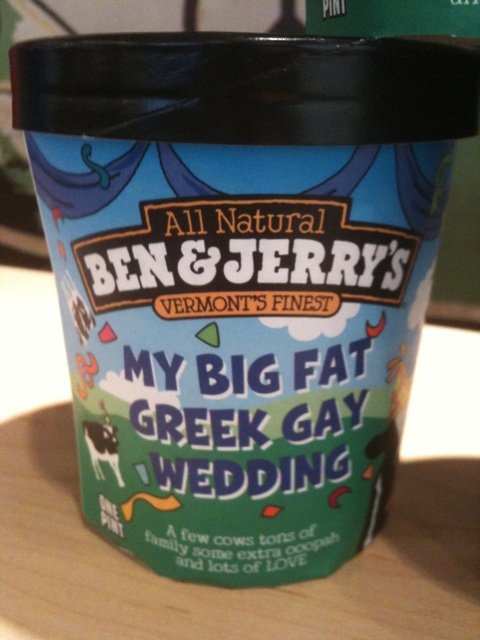 PINT
All Natural
BEN & JERRY'S
VERMONT'S FINEST
MY BIG FAT
GREEK GAY
WEDDING
ONE
PINT
A few cows tons of
family some extra ooopah
and lots of LOVE